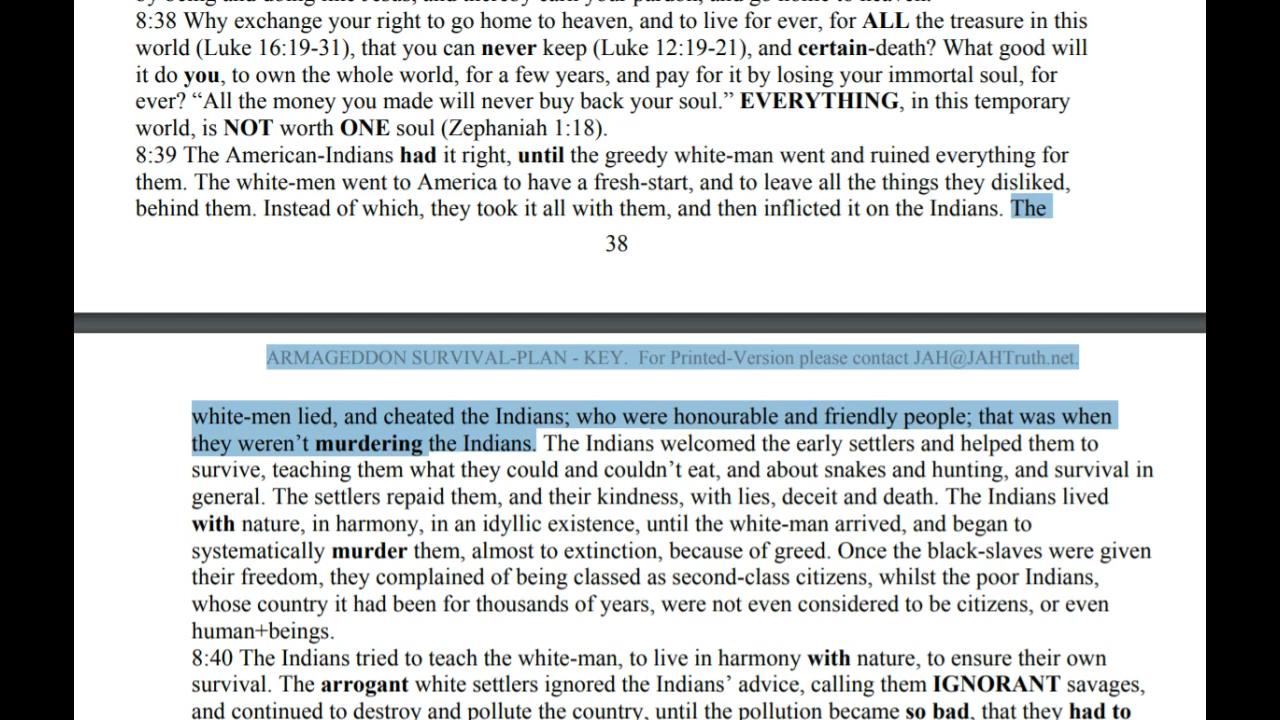 8:38 Why exchange your right to go home to heaven, and to live for ever, for ALL the treasure in this
world (Luke 16:19-31), that you can never keep (Luke 12:19-21), and certain-death? What good will
it do you, to own the whole world, for a few years, and pay for it by losing your immortal soul, for
ever? “All the money you made will never buy back your soul.” EVERYTHING, in this temporary
world, is NOT worth ONE soul (Zephaniah 1:18).
8:39 The American-Indians had it right, until the greedy white-man went and ruined everything for
them. The white-men went to America to have a fresh-start, and to leave all the things they disliked,
behind them. Instead of which, they took it all with them, and then inflicted it on the Indians. The
38
ARMAGEDDON SURVIVAL-PLAN - KEY. For Printed-Version please contact JAH@JAHTruth.net.
white-men lied, and cheated the Indians; who were honourable and friendly people; that was when
they weren’t murdering the Indians. The Indians welcomed the early settlers and helped them to
survive, teaching them what they could and couldn’t eat, and about snakes and hunting, and survival in
general. The settlers repaid them, and their kindness, with lies, deceit and death. The Indians lived
with nature, in harmony, in an idyllic existence, until the white-man arrived, and began to
systematically murder them, almost to extinction, because of greed. Once the black-slaves were given
their freedom, they complained of being classed as second-class citizens, whilst the poor Indians,
whose country it had been for thousands of years, were not even considered to be citizens, or even
human+beings.
8:40 The Indians tried to teach the white-man, to live in harmony with nature, to ensure their own
survival. The arrogant white settlers ignored the Indians’ advice, calling them IGNORANT savages,
and continued to destroy and pollute the country, until the pollution became so bad, that they had to